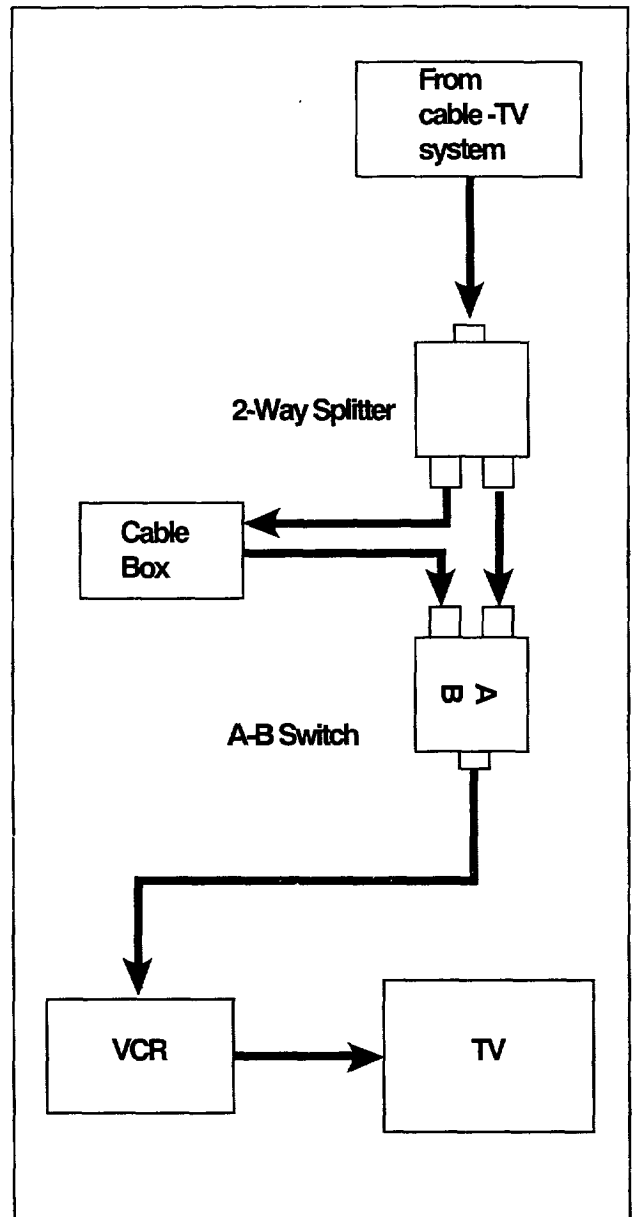 From
cable-TV
system
2-Way Splitter
Cable
Box
A
B
A-B Switch
VCR
TV